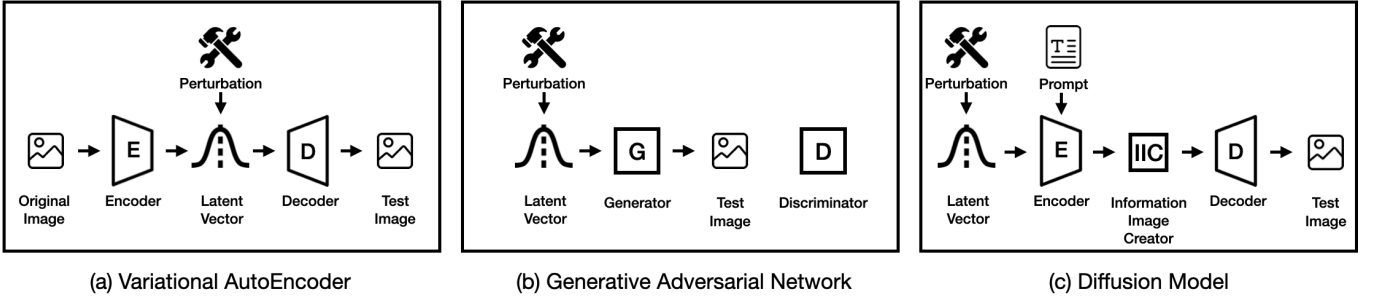 Perturbation
E
D
Original
Image
Encoder
Latent
Vector
Decoder
Test
Image
(a) Variational AutoEncoder
Perturbation
G
D
Latent
Vector
Generator
Test
Image
Discriminator
(b) Generative Adversarial Network
Perturbation
Prompt
T
E
IIC
D
Latent
Vector
Encoder
Information
Image
Creator
Decoder
Test
Image
(c) Diffusion Model